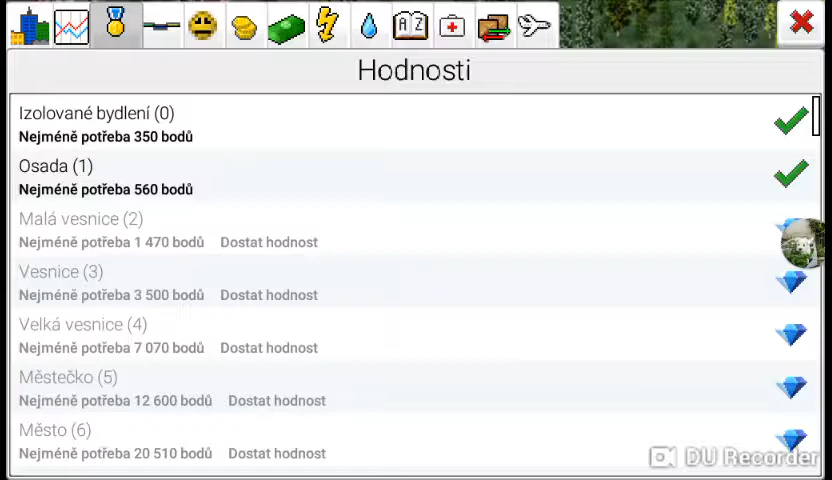 A Z
Hodnosti
Izolované bydlení (0)
Nejméně potřeba 350 bodů
Osada (1)
Nejméně potřeba 560 bodů
Malá vesnice (2)
Nejméně potřeba 1 470 bodů Dostat hodnost
Vesnice (3)
Nejméně potřeba 3 500 bodů Dostat hodnost
Velká vesnice (4)
Nejméně potřeba 7 070 bodů Dostat hodnost
Městečko (5)
Nejméně potřeba 12 600 bodů Dostat hodnost
Město (6)
Nejméně potřeba 20 510 bodů Dostat hodnost
DU Recorder